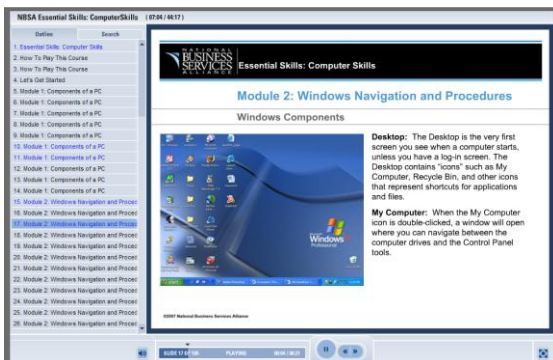 NBSA Essential Skills: ComputerSkills ( 07:04 / 44:17 )
Outline Search
1. Essential Skills: Computer Skills
2. How To Play This Course
3. How To Play This Course
4. Let's Get Started
5. Module 1: Components of a PC
6. Module 1: Components of a PC
7. Module 1: Components of a PC
8. Module 1: Components of a PC
9. Module 1: Components of a PC
10. Module 1: Components of a PC
11. Module 1: Components of a PC
12. Module 1: Components of a PC
13. Module 1: Components of a PC
14. Module 1: Components of a PC
15. Module 2: Windows Navigation and Proced
16. Module 2: Windows Navigation and Proced
17. Module 2: Windows Navigation and Proced
18. Module 2: Windows Navigation and Proced
19. Module 2: Windows Navigation and Proced
20. Module 2: Windows Navigation and Proced
21. Module 2: Windows Navigation and Proced
22. Module 2: Windows Navigation and Proced
23. Module 2: Windows Navigation and Proced
24. Module 2: Windows Navigation and Proced
25. Module 2: Windows Navigation and Proced
26. Module 2: Windows Navigation and Proced
NATIONAL
BUSINESS
SERVICES
ALLIANCE
Essential Skills: Computer Skills
Module 2: Windows Navigation and Procedures
Windows Components
Desktop: The Desktop is the very first
screen you see when a computer starts,
unless you have a log-in screen. The
Desktop contains "icons" such as My
Computer, Recycle Bin, and other icons
that represent shortcuts for applications
and files.
My Computer: When the My Computer
icon is double-clicked, a window will open
where you can navigate between the
computer drives and the Control Panel
tools.
Windows
Professional
©2007 National Business Services Alliance
PLAYING